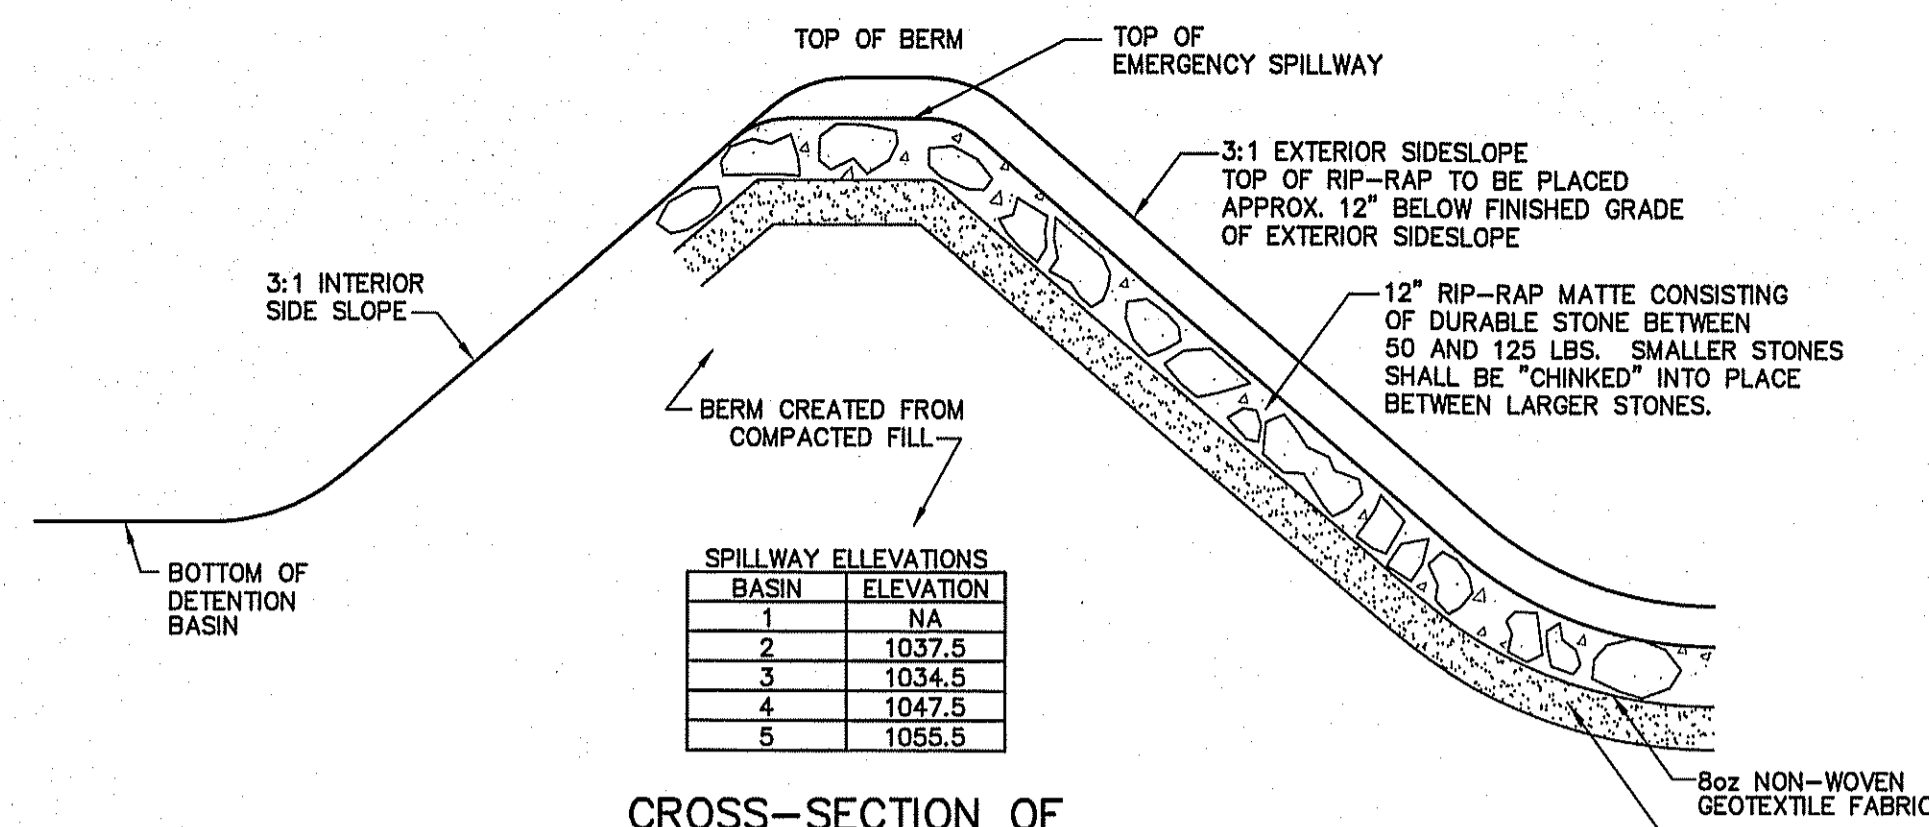 TOP OF BERM
TOP OF
EMERGENCY SPILLWAY
3:1 EXTERIOR SIDESLOPE
TOP OF RIP-RAP TO BE PLACED
APPROX. 12" BELOW FINISHED GRADE
OF EXTERIOR SIDESLOPE
3:1 INTERIOR
SIDE SLOPE
12" RIP-RAP MATTE CONSISTING
OF DURABLE STONE BETWEEN
50 AND 125 LBS. SMALLER STONES
SHALL BE "CHINKED" INTO PLACE
BETWEEN LARGER STONES.
BERM CREATED FROM
COMPACTED FILL
BOTTOM OF
DETENTION
BASIN
SPILLWAY ELLEVATIONS
BASIN ELEVATION
1 NA
2 1037.5
3 1034.5
4 1047.5
5 1055.5
8oz NON-WOVEN
GEOTEXTILE FABRIC
CROSS-SECTION OF